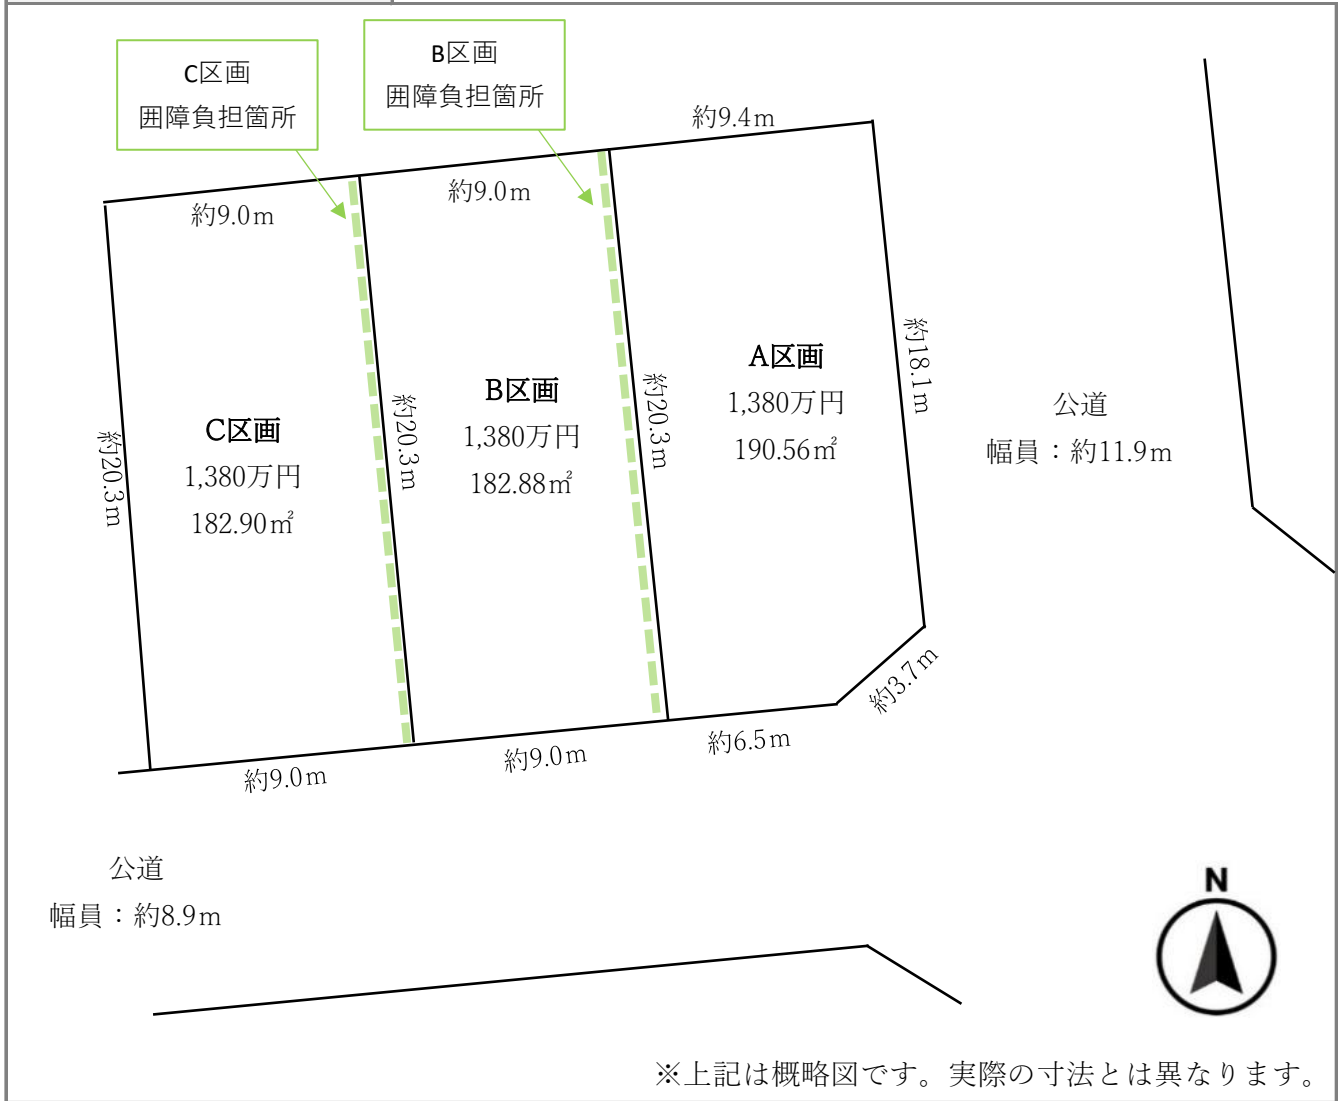 C区画
囲障負担箇所
B区画
囲障負担箇所
約9.4m
約9.0m
約9.0m
約18.1m
A区画
1,380万円
190.56㎡
約20.3m
B区画
1,380万円
182.88㎡
約20.3m
C区画
1,380万円
182.90㎡
約20.3m
公道
幅員：約11.9m
約3.7m
約6.5m
約9.0m
約9.0m
公道
幅員：約8.9m
N
※上記は概略図です。実際の寸法とは異なります。